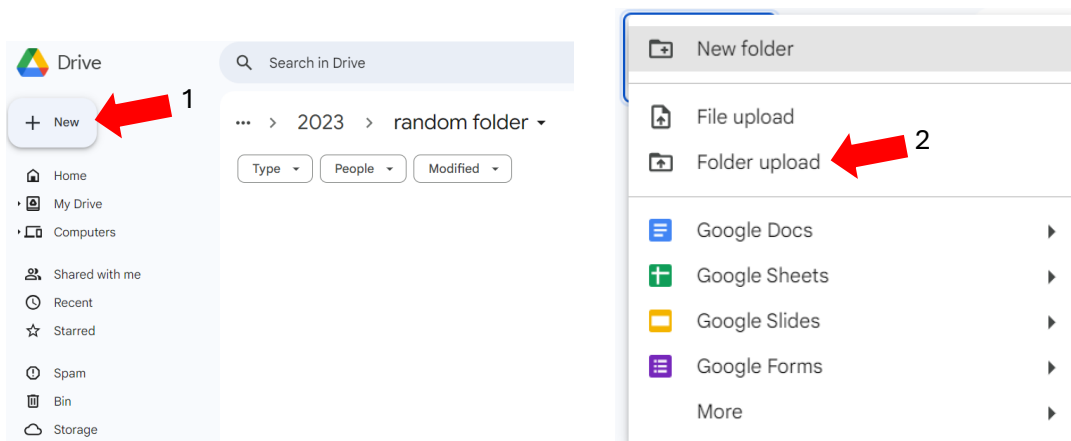 Drive
Search in Drive
1
New
... > 2023 > random folder
Type People Modified
Home
My Drive
Computers
Shared with me
Recent
Starred
Spam
Bin
Storage
New folder
File upload
2
Folder upload
Google Docs
Google Sheets
Google Slides
Google Forms
More